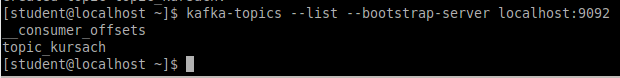 [student@localhost ~]$ kafka-topics --list --bootstrap-server localhost:9092
__consumer_offsets
topic_kursach
[student@localhost ~]$